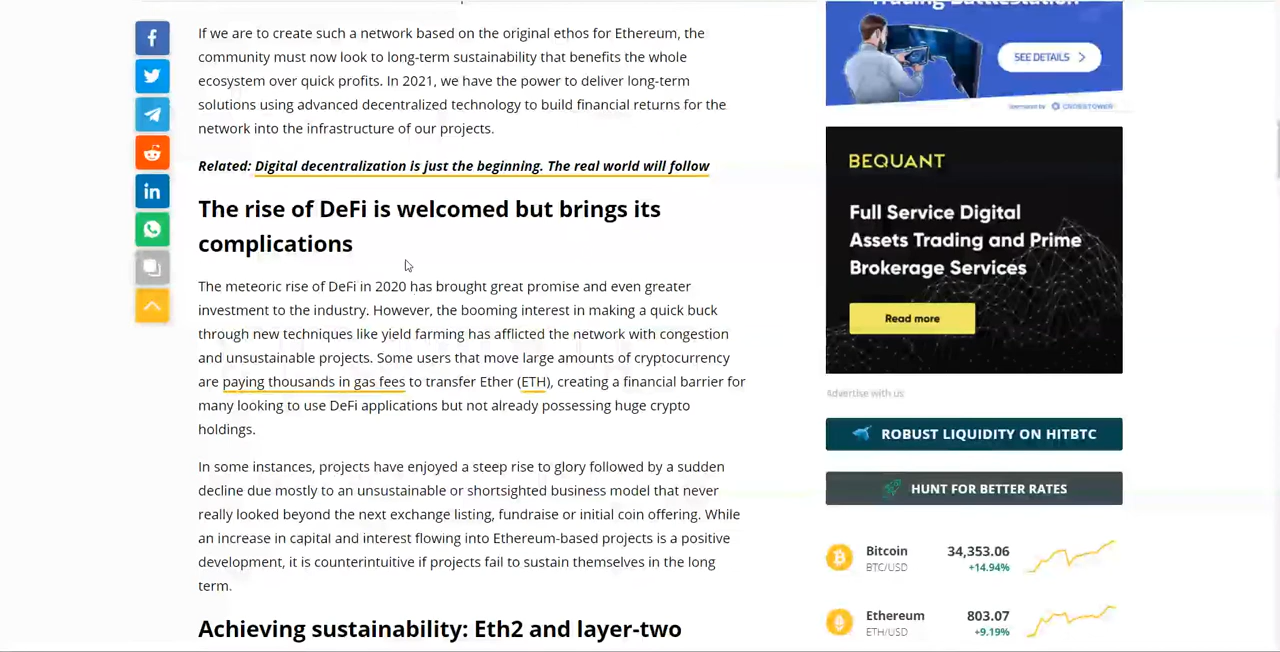 If we are to create such a network based on the original ethos for Ethereum, the
community must now look to long-term sustainability that benefits the whole
ecosystem over quick profits. In 2021, we have the power to deliver long-term
solutions using advanced decentralized technology to build financial returns for the
network into the infrastructure of our projects.
Related: Digital decentralization is just the beginning. The real world will follow
The rise of DeFi is welcomed but brings its
complications
The meteoric rise of DeFi in 2020 has brought great promise and even greater
investment to the industry. However, the booming interest in making a quick buck
through new techniques like yield farming has afflicted the network with congestion
and unsustainable projects. Some users that move large amounts of cryptocurrency
are paying thousands in gas fees to transfer Ether (ETH), creating a financial barrier for
many looking to use DeFi applications but not already possessing huge crypto
holdings.
In some instances, projects have enjoyed a steep rise to glory followed by a sudden
decline due mostly to an unsustainable or shortsighted business model that never
really looked beyond the next exchange listing, fundraise or initial coin offering. While
an increase in capital and interest flowing into Ethereum-based projects is a positive
development, it is counterintuitive if projects fail to sustain themselves in the long
term.
Achieving sustainability: Eth2 and layer-two
Trading Battlestation
SEE DETAILS
Sponsored by CROSSTOWER
BEQUANT
Full Service Digital
Assets Trading and Prime
Brokerage Services
Read more
Advertise with us
ROBUST LIQUIDITY ON HITBTC
HUNT FOR BETTER RATES
Bitcoin 34,353.06
BTC/USD +14.94%
Ethereum 803.07
ETH/USD +9.19%